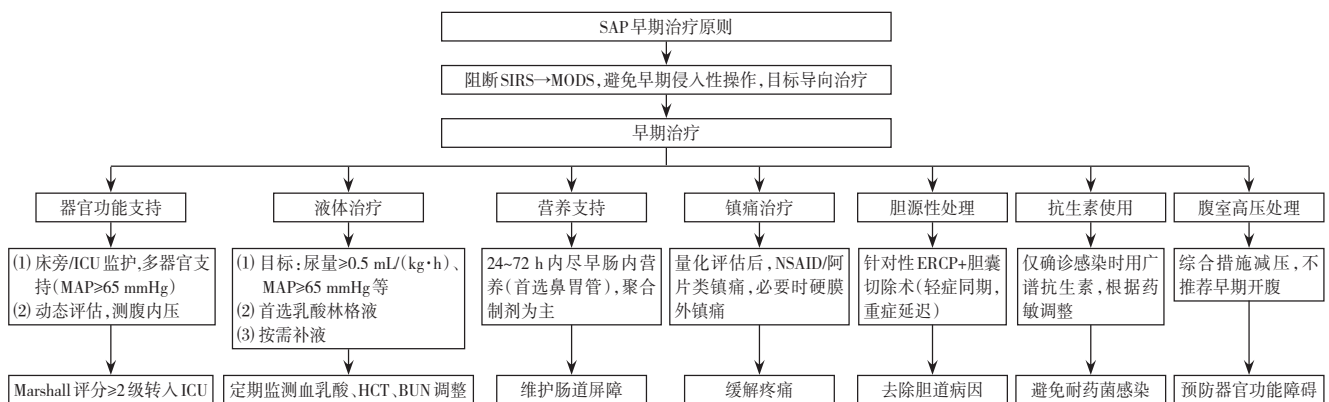 SAP早期治疗原则
阻断SIRS→MODS,避免早期侵入性操作,目标导向治疗
早期治疗
器官功能支持
液体治疗
营养支持
镇痛治疗
胆源性处理
抗生素使用
腹室高压处理
⑴ 床旁/ICU监护,多器官支
持(MAP≥65 mmHg)
⑵ 动态评估,测腹内压
⑴ 目标:尿量≥0.5 mL/(kg·h)、
MAP≥65 mmHg等
⑵ 首选乳酸林格液
⑶ 按需补液
24~72 h内尽早肠内营
养(首选鼻胃管),聚合
制剂为主
量化评估后,NSAID/阿
片类镇痛,必要时硬膜
外镇痛
针对性ERCP+胆囊
切除术(轻症同期,
重症延迟)
仅确诊感染时用广
谱抗生素,根据药
敏调整
综合措施减压,不
推荐早期开腹
Marshall评分≥2级转入ICU
定期监测血乳酸、HCT、BUN调整
维护肠道屏障
缓解疼痛
去除胆道病因
避免耐药菌感染
预防器官功能障碍